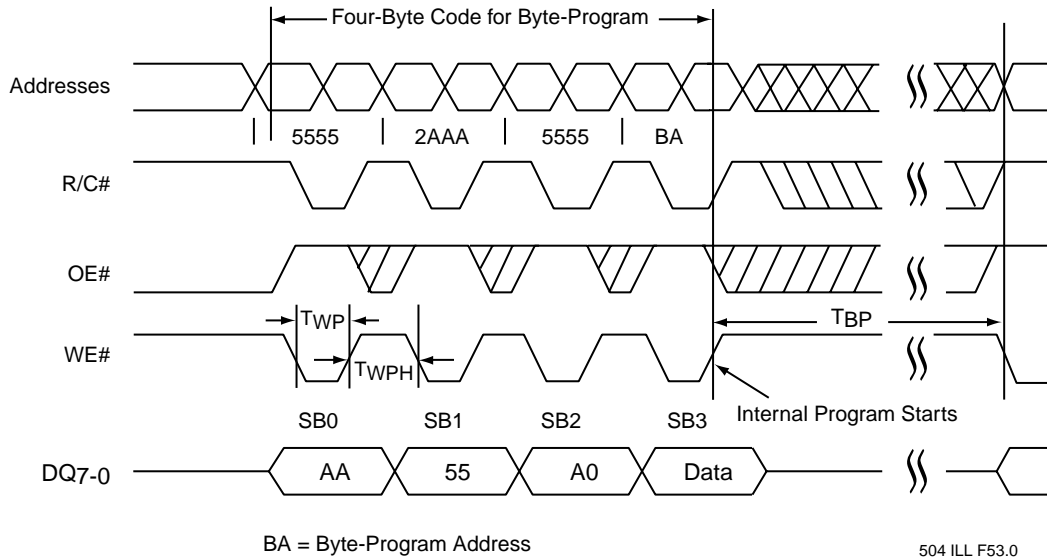 Four-Byte Code for Byte-Program
Addresses
5555 2AAA 5555 BA
R/C#
OE#
TWP
TBP
WE#
TWPH
Internal Program Starts
SB0 SB1 SB2 SB3
DQ7-0
AA 55 A0 Data
BA = Byte-Program Address
504 ILL F53.0